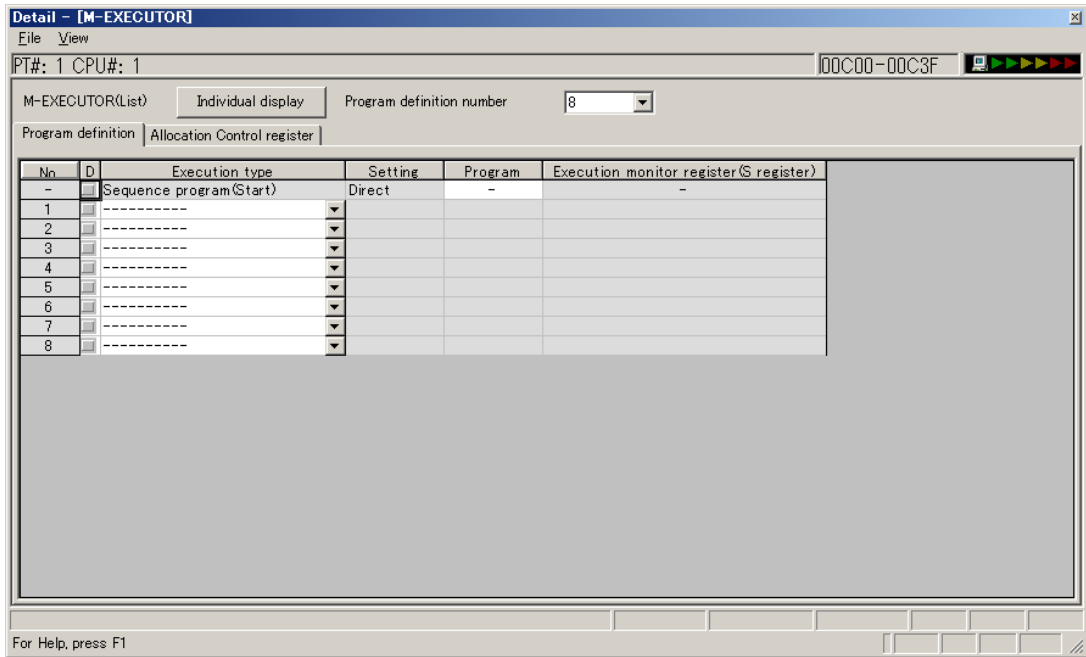 Detail - [M-EXECUTOR]
File View
PT#: 1 CPU#: 1 00C00-00C3F
M-EXECUTOR(List) Individual display Program definition number 8
Program definition Allocation Control register
No D Execution type Setting Program Execution monitor register(S register)
- Sequence program(Start) Direct - -
1 ----------
2 ----------
3 ----------
4 ----------
5 ----------
6 ----------
7 ----------
8 ----------
For Help, press F1